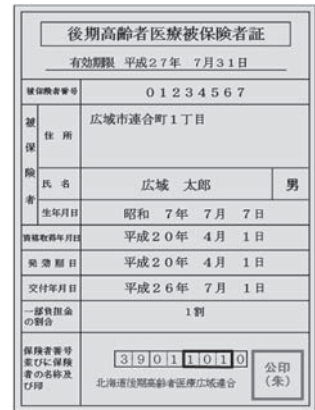 後期高齢者医療被保険者証
有効期限 平成27年 7月31日
被保険者番号 01234567
被保険者
住所 広域市連合町1丁目
氏名 広域 太郎 男
生年月日 昭和 7年 7月 7日
資格取得年月日 平成20年 4月 1日
発効期日 平成20年 4月 1日
交付年月日 平成26年 7月 1日
一部負担金の割合 1割
保険者番号並びに保険者の名称及び印
39011010
北海道後期高齢者医療広域連合
公印
(朱)